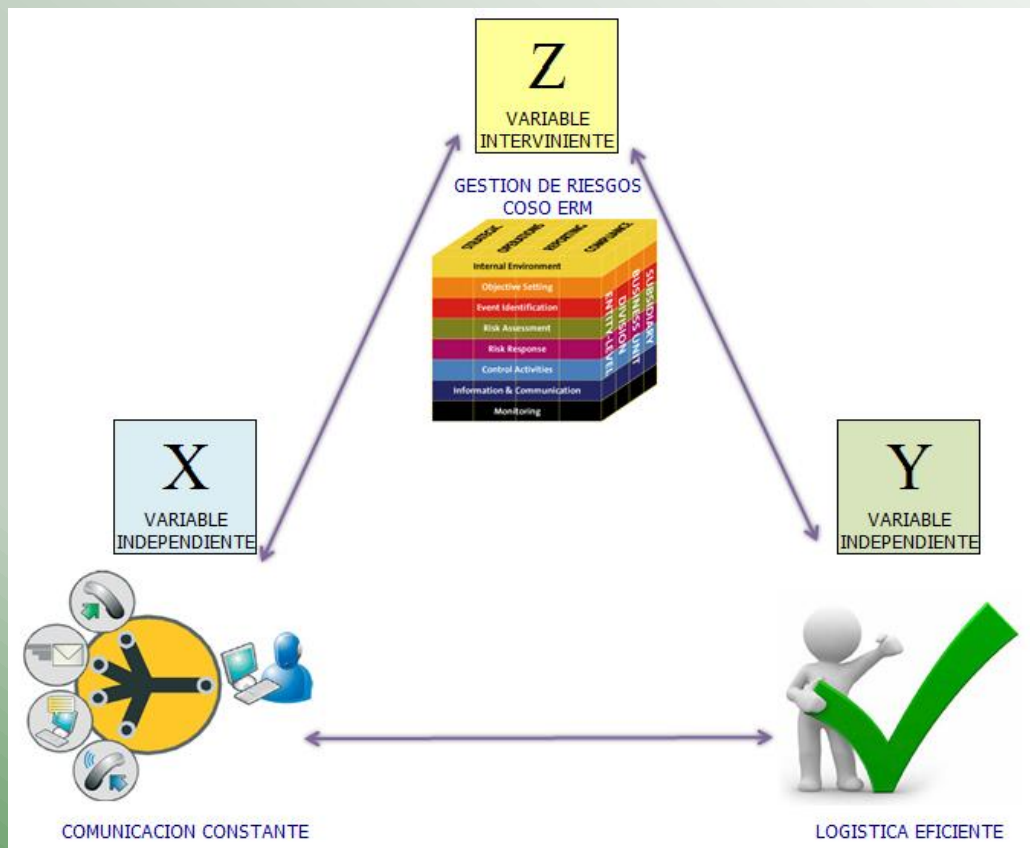 Z
VARIABLE
INTERVINIENTE
GESTION DE RIESGOS
COSO ERM
STRATEGIC
OPERATIONS
REPORTING
COMPLIANCE
Internal Environment
Objective Setting
Event Identification
Risk Assessment
Risk Response
Control Activities
Information & Communication
Monitoring
ENTITY-LEVEL
DIVISION
BUSINESS UNIT
SUBSIDIARY
X
VARIABLE
INDEPENDIENTE
Y
VARIABLE
INDEPENDIENTE
COMUNICACION CONSTANTE
LOGISTICA EFICIENTE